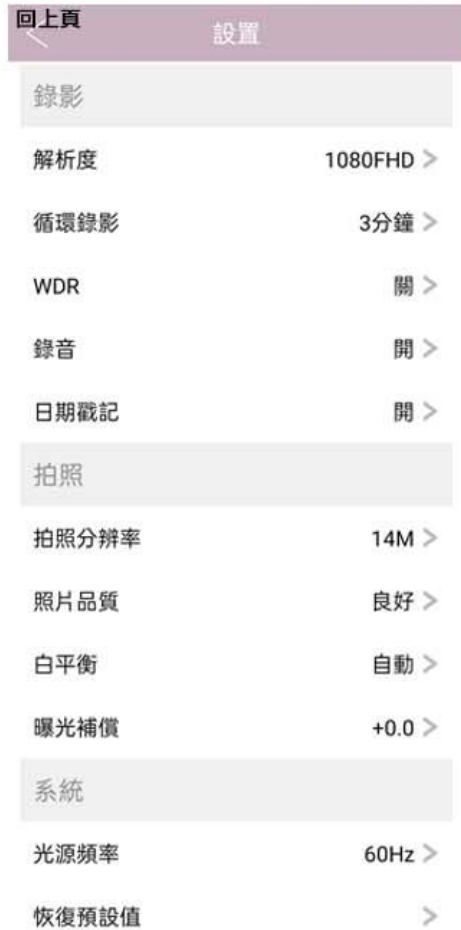 回上頁
設置
錄影
解析度 1080FHD >
循環錄影 3分鐘 >
WDR 關 >
錄音 開 >
日期戳記 開 >
拍照
拍照分辨率 14M >
照片品質 良好 >
白平衡 自動 >
曝光補償 +0.0 >
系統
光源頻率 60Hz >
恢復預設值 >